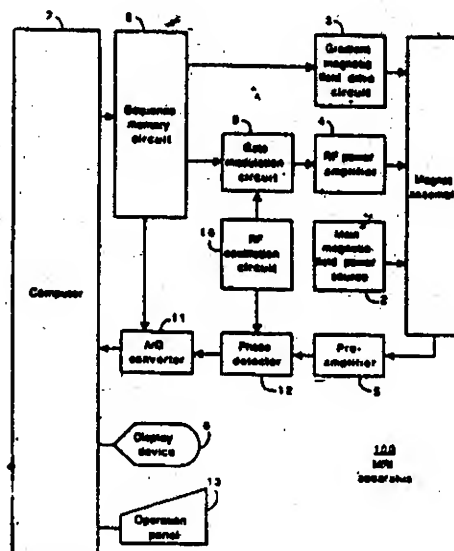 7
8
3
Gradient
magnetic
field drive
circuit
Sequence
memory
circuit
9
Gate
modulation
circuit
4
RF power
amplifier
Magnet
assembly
10
RF
oscillation
circuit
Main
magnetic-
field power
source
2
Computer
11
A/D
converter
Phase
detector
12
Pre-
amplifier
5
Display
device
6
100
MRI
apparatus
13
Operation
panel